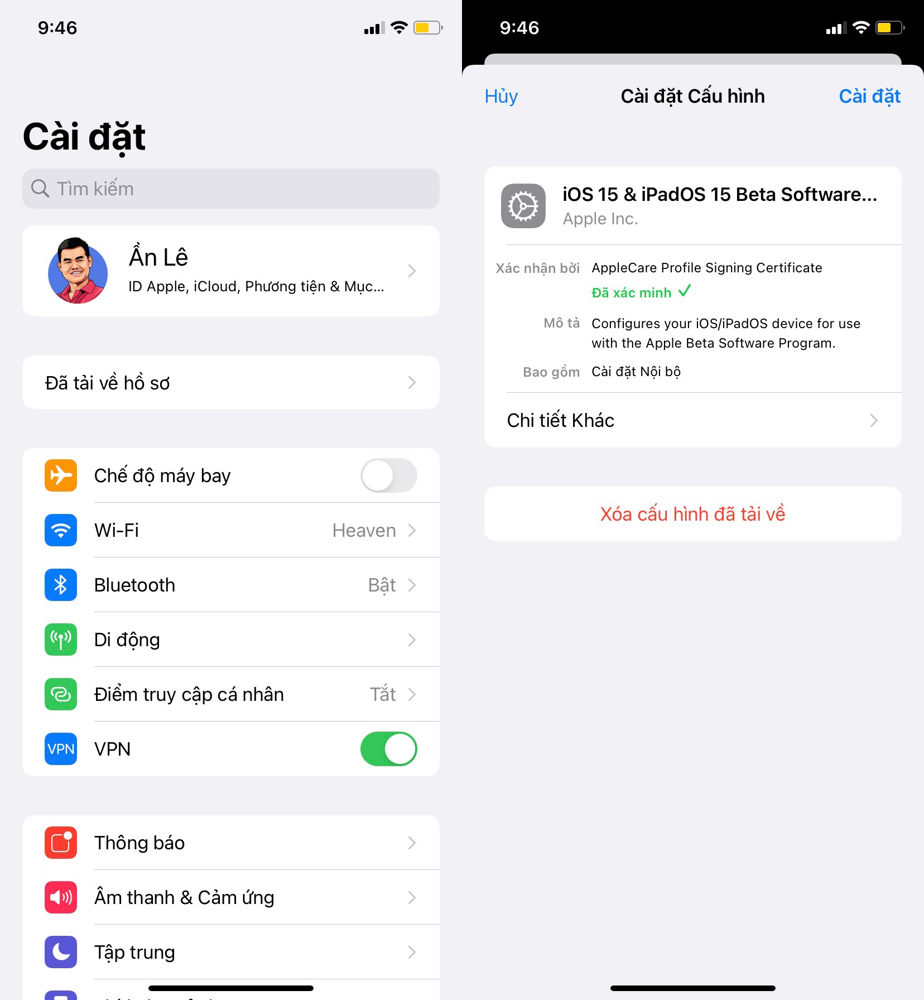 9:46
Cài đặt
Tìm kiếm
Ẩn Lê
ID Apple, iCloud, Phương tiện & Mục...
Đã tải về hồ sơ
Chế độ máy bay
Wi-Fi
Heaven
Bluetooth
Bật
Di động
Điểm truy cập cá nhân
Tắt
VPN
VPN
Thông báo
Âm thanh & Cảm ứng
Tập trung
9:46
Hủy
Cài đặt Cấu hình
Cài đặt
iOS 15 & iPadOS 15 Beta Software...
Apple Inc.
Xác nhận bởi
AppleCare Profile Signing Certificate
Đã xác minh
Mô tả
Configures your iOS/iPadOS device for use
with the Apple Beta Software Program.
Bao gồm
Cài đặt Nội bộ
Chi tiết Khác
Xóa cấu hình đã tải về